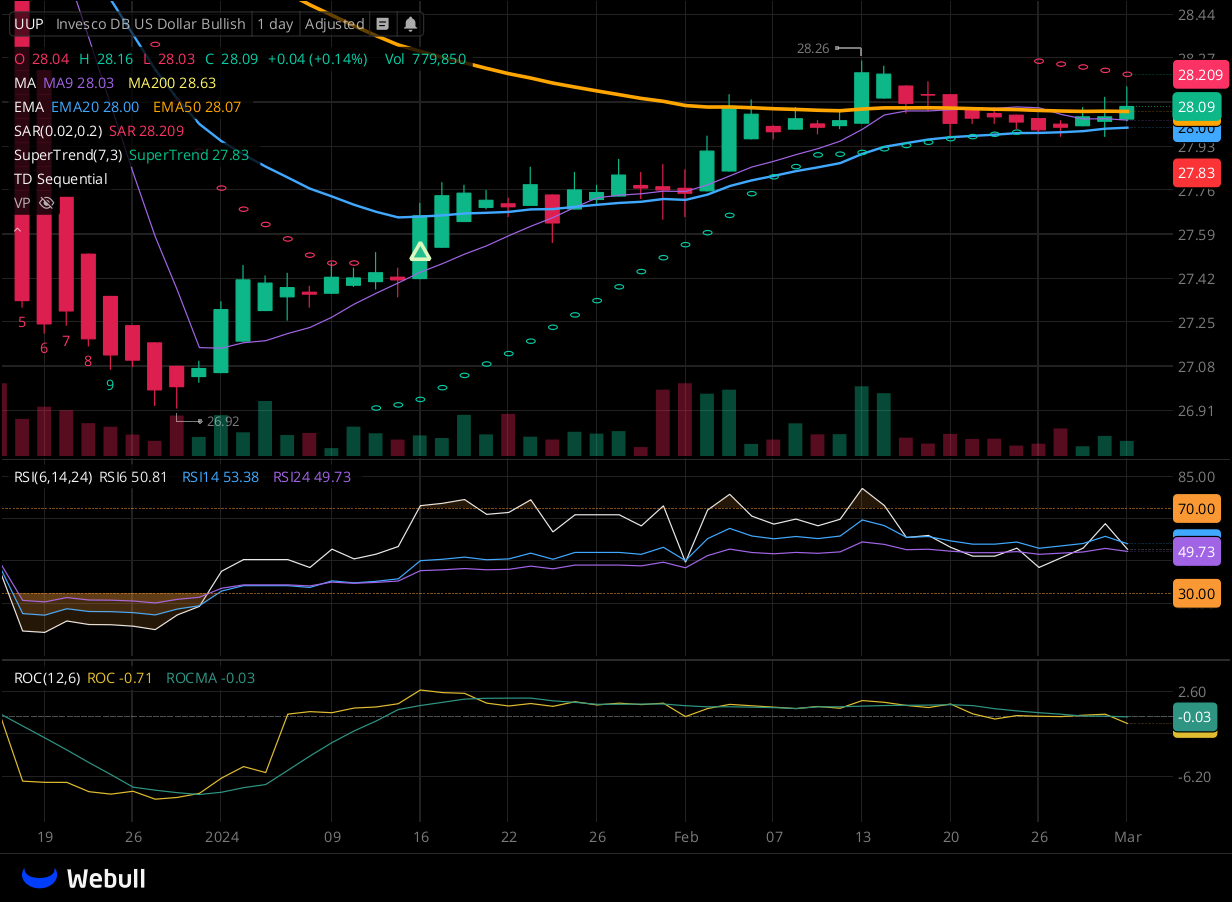 UUP Invesco DB US Dollar Bullish 1 day Adjusted
28.44
O 28.04 H 28.16 L 28.03 C 28.09 +0.04 (+0.14%) Vol 779,850
28.26
28.27
28.209
MA MA9 28.03 MA200 28.63
EMA EMA20 28.00 EMA50 28.07
28.09
28.00
SAR(0.02,0.2) SAR 28.209
27.93
SuperTrend(7,3) SuperTrend 27.83
27.83
TD Sequential
27.76
VP
27.59
27.42
27.25
5
6
7
8
9
27.08
26.92
26.91
RSI(6,14,24) RSI6 50.81 RSI14 53.38 RSI24 49.73
85.00
70.00
49.73
30.00
ROC(12,6) ROC -0.71 ROCMA -0.03
2.60
-0.03
-6.20
19 26 2024 09 16 22 26 Feb 07 13 20 26 Mar
Webull